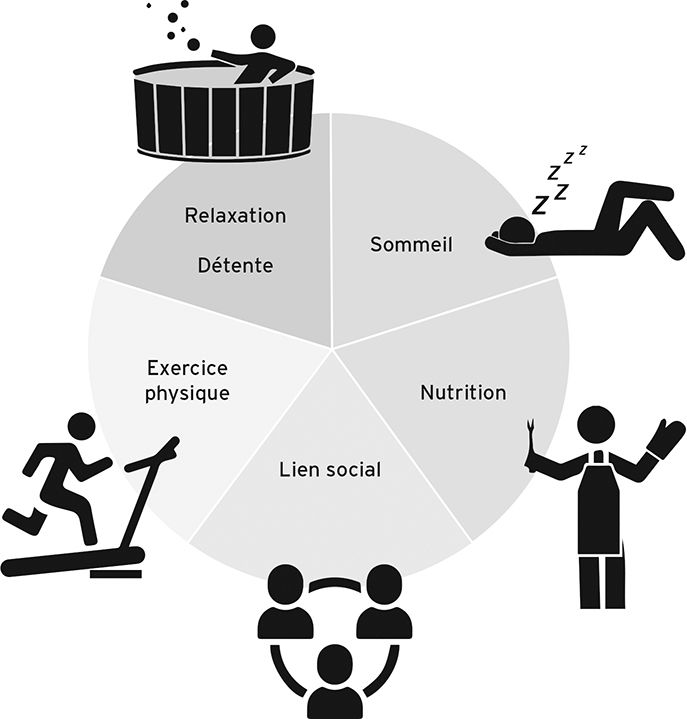 z
z
z
z
z
Relaxation
Détente
Sommeil
Exercice
physique
Nutrition
Lien social